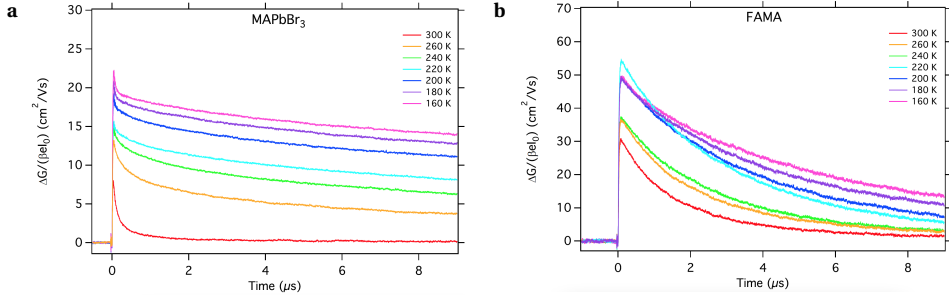 a
MAPbBr3
30
25
20
15
10
5
0
ΔG/(βeI0) (cm2/Vs)
300 K
260 K
240 K
220 K
200 K
180 K
160 K
0 2 4 6 8
Time (μs)
b
FAMA
70
60
50
40
30
20
10
0
ΔG/(βeI0) (cm2/Vs)
300 K
260 K
240 K
220 K
200 K
180 K
160 K
0 2 4 6 8
Time (μs)